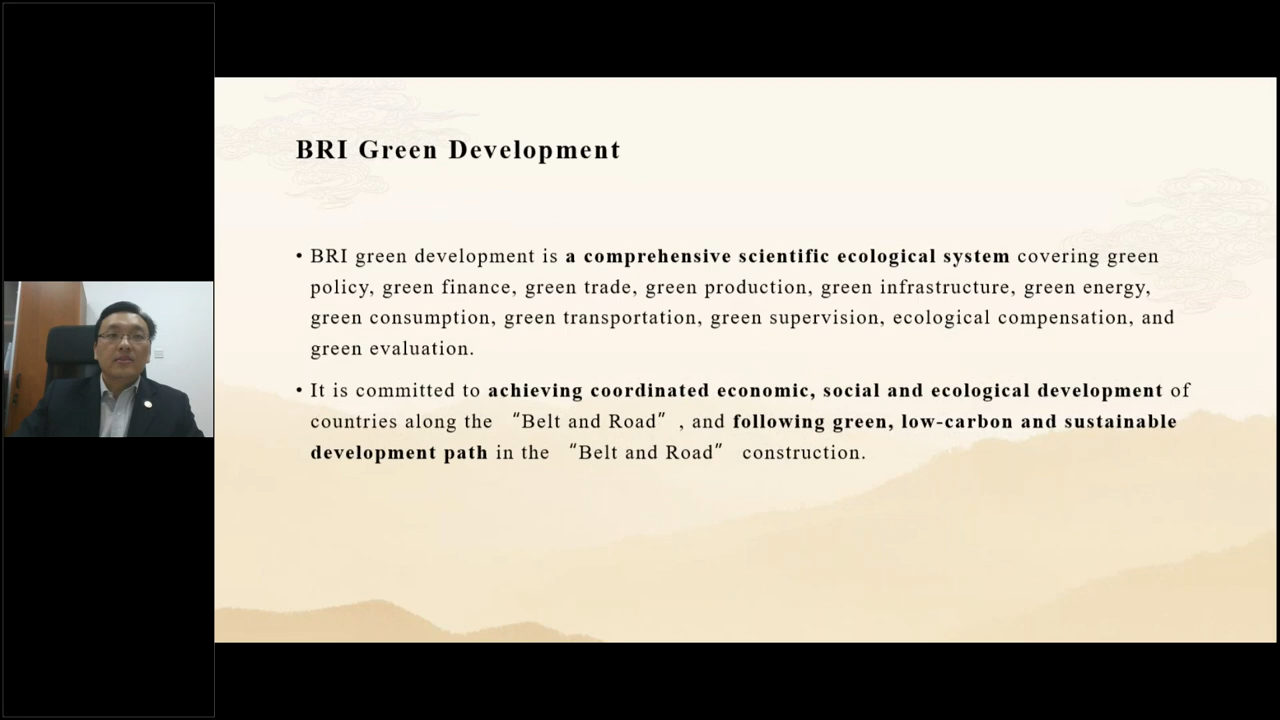 BRI Green Development
• BRI green development is a comprehensive scientific ecological system covering green
policy, green finance, green trade, green production, green infrastructure, green energy,
green consumption, green transportation, green supervision, ecological compensation, and
green evaluation.
• It is committed to achieving coordinated economic, social and ecological development of
countries along the “Belt and Road”, and following green, low-carbon and sustainable
development path in the “Belt and Road” construction.